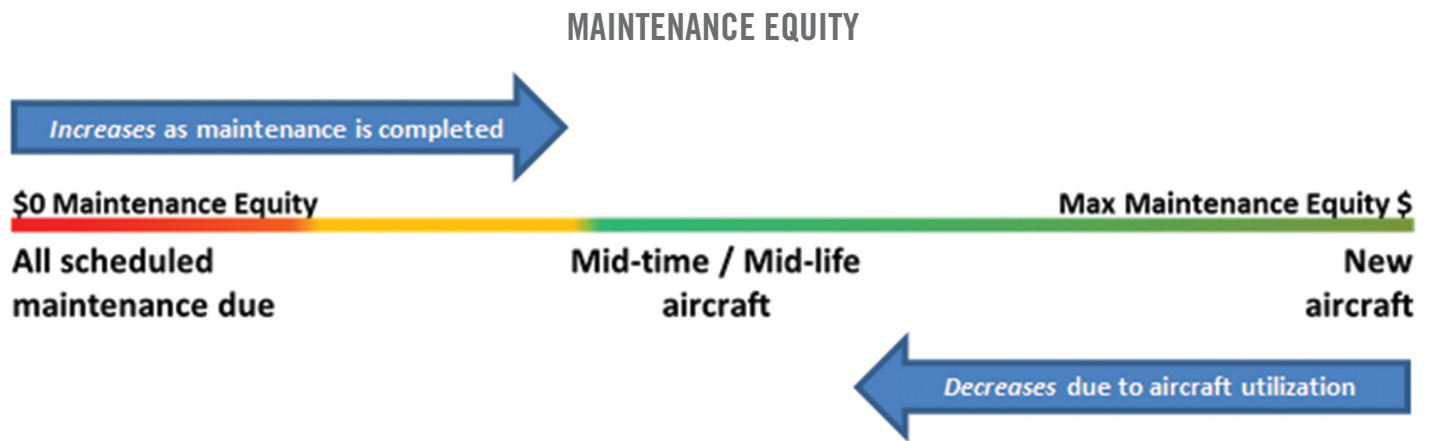 MAINTENANCE EQUITY
Increases as maintenance is completed
$0 Maintenance Equity
Max Maintenance Equity $
All scheduled
maintenance due
Mid-time / Mid-life
aircraft
New
aircraft
Decreases due to aircraft utilization